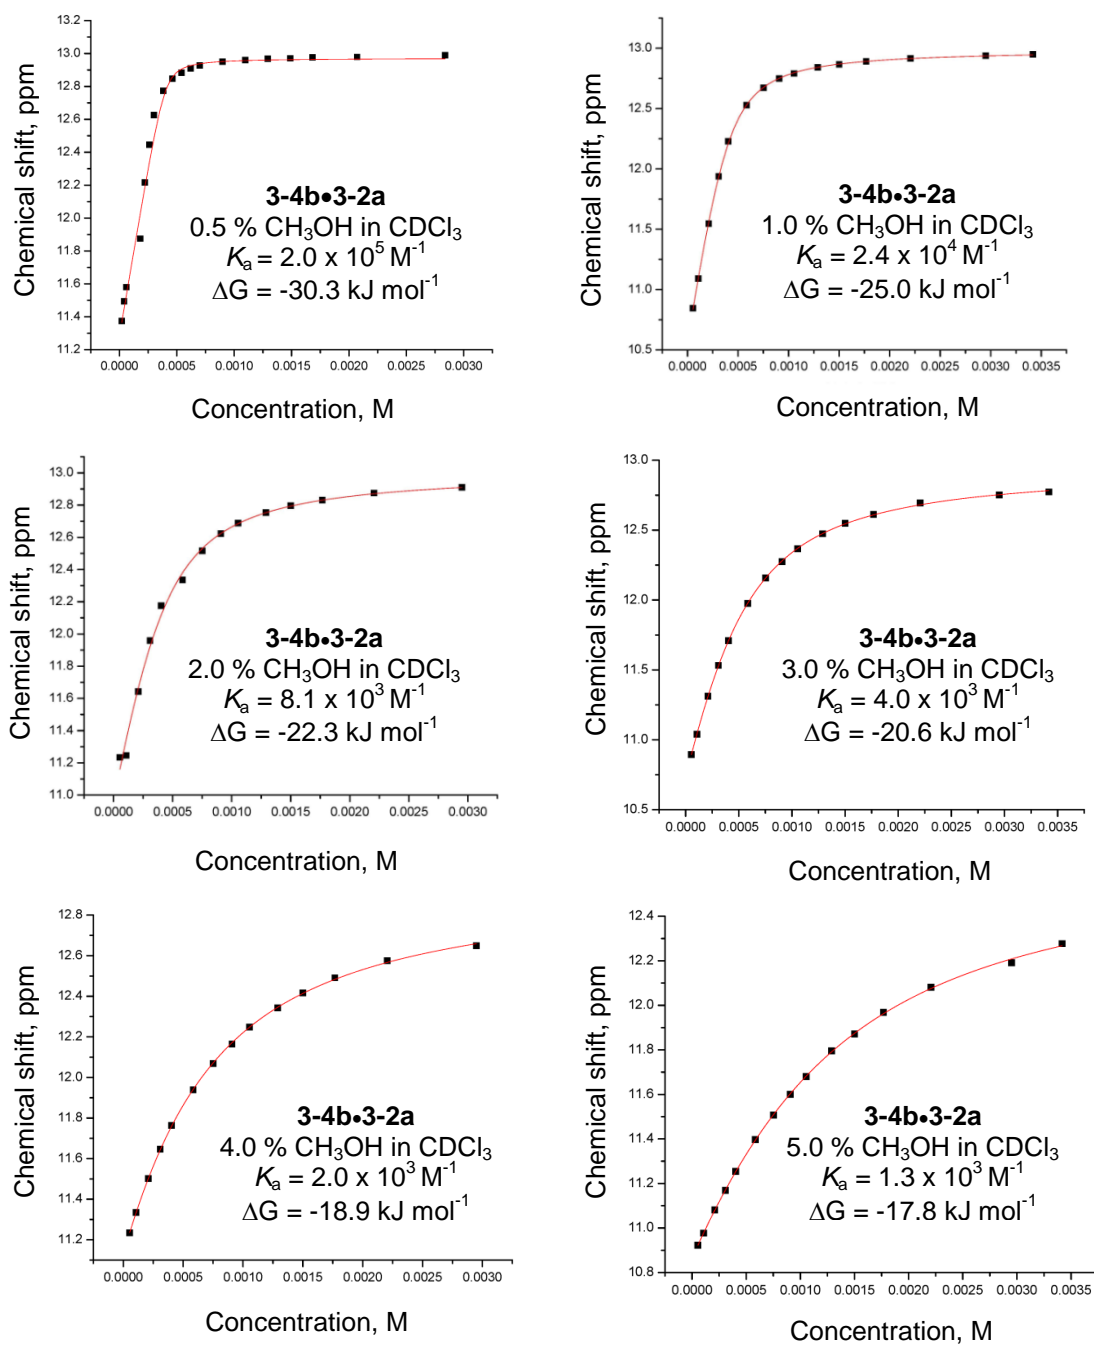 13.2
13.0
12.8
12.6
12.4
12.2
12.0
11.8
11.6
11.4
11.2
Chemical shift, ppm
3-4b•3-2a
0.5 % CH₃OH in CDCl₃
Kₐ = 2.0 x 10⁵ M⁻¹
ΔG = -30.3 kJ mol⁻¹
0.0000 0.0005 0.0010 0.0015 0.0020 0.0025 0.0030
Concentration, M
13.0
12.5
12.0
11.5
11.0
10.5
Chemical shift, ppm
3-4b•3-2a
1.0 % CH₃OH in CDCl₃
Kₐ = 2.4 x 10⁴ M⁻¹
ΔG = -25.0 kJ mol⁻¹
0.0000 0.0005 0.0010 0.0015 0.0020 0.0025 0.0030 0.0035
Concentration, M
13.0
12.8
12.6
12.4
12.2
12.0
11.8
11.6
11.4
11.2
11.0
Chemical shift, ppm
3-4b•3-2a
2.0 % CH₃OH in CDCl₃
Kₐ = 8.1 x 10³ M⁻¹
ΔG = -22.3 kJ mol⁻¹
0.0000 0.0005 0.0010 0.0015 0.0020 0.0025 0.0030
Concentration, M
13.0
12.5
12.0
11.5
11.0
10.5
Chemical shift, ppm
3-4b•3-2a
3.0 % CH₃OH in CDCl₃
Kₐ = 4.0 x 10³ M⁻¹
ΔG = -20.6 kJ mol⁻¹
0.0000 0.0005 0.0010 0.0015 0.0020 0.0025 0.0030 0.0035
Concentration, M
12.8
12.6
12.4
12.2
12.0
11.8
11.6
11.4
11.2
Chemical shift, ppm
3-4b•3-2a
4.0 % CH₃OH in CDCl₃
Kₐ = 2.0 x 10³ M⁻¹
ΔG = -18.9 kJ mol⁻¹
0.0000 0.0005 0.0010 0.0015 0.0020 0.0025 0.0030
Concentration, M
12.4
12.2
12.0
11.8
11.6
11.4
11.2
11.0
10.8
Chemical shift, ppm
3-4b•3-2a
5.0 % CH₃OH in CDCl₃
Kₐ = 1.3 x 10³ M⁻¹
ΔG = -17.8 kJ mol⁻¹
0.0000 0.0005 0.0010 0.0015 0.0020 0.0025 0.0030 0.0035
Concentration, M